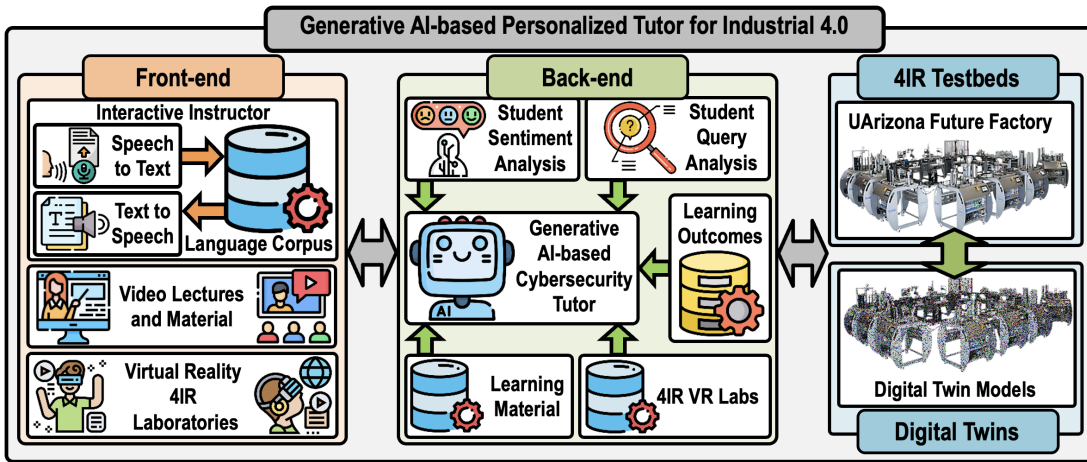 Generative AI-based Personalized Tutor for Industrial 4.0
Front-end
Interactive Instructor
Speech
to Text
T
Text to
Speech
Language Corpus
Video Lectures
and Material
Virtual Reality
4IR
Laboratories
Back-end
Student
Sentiment
Analysis
?
Student
Query
Analysis
AI
Generative
AI-based
Cybersecurity
Tutor
Learning
Outcomes
Learning
Material
4IR VR Labs
4IR Testbeds
UArizona Future Factory
Digital Twin Models
Digital Twins